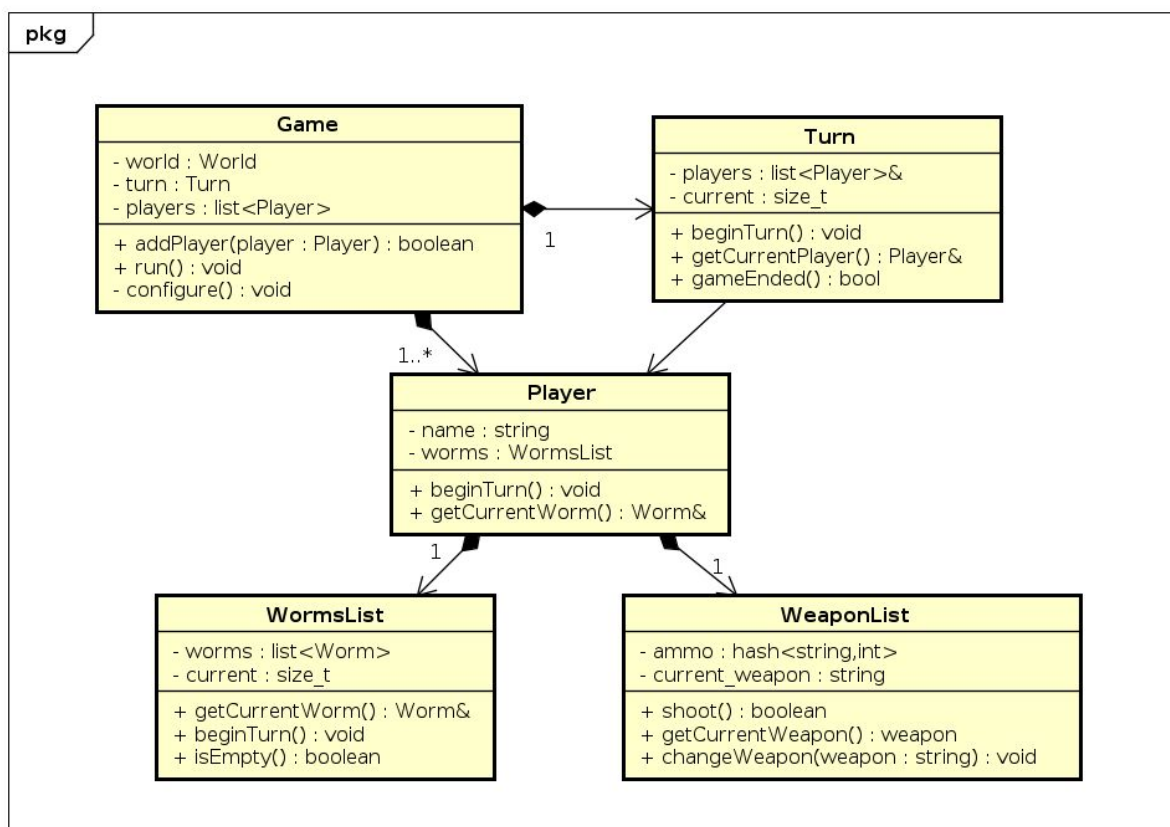 pkg
Game
- world : World
- turn : Turn
- players : list<Player>
+ addPlayer(player : Player) : boolean
+ run() : void
- configure() : void
1
Turn
- players : list<Player>&
- current : size_t
+ beginTurn() : void
+ getCurrentPlayer() : Player&
+ gameEnded() : bool
1..*
Player
- name : string
- worms : WormsList
+ beginTurn() : void
+ getCurrentWorm() : Worm&
1
1
WormsList
- worms : list<Worm>
- current : size_t
+ getCurrentWorm() : Worm&
+ beginTurn() : void
+ isEmpty() : boolean
WeaponList
- ammo : hash<string,int>
- current_weapon : string
+ shoot() : boolean
+ getCurrentWeapon() : weapon
+ changeWeapon(weapon : string) : void